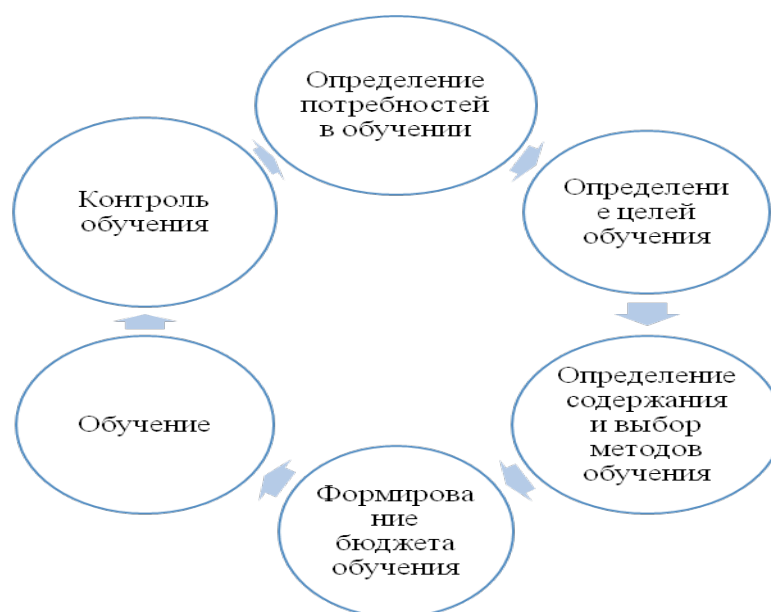 Определение
потребностей
в обучении
Определени
е целей
обучения
Определение
содержания
и выбор
методов
обучения
Формирова
ние
бюджета
обучения
Обучение
Контроль
обучения